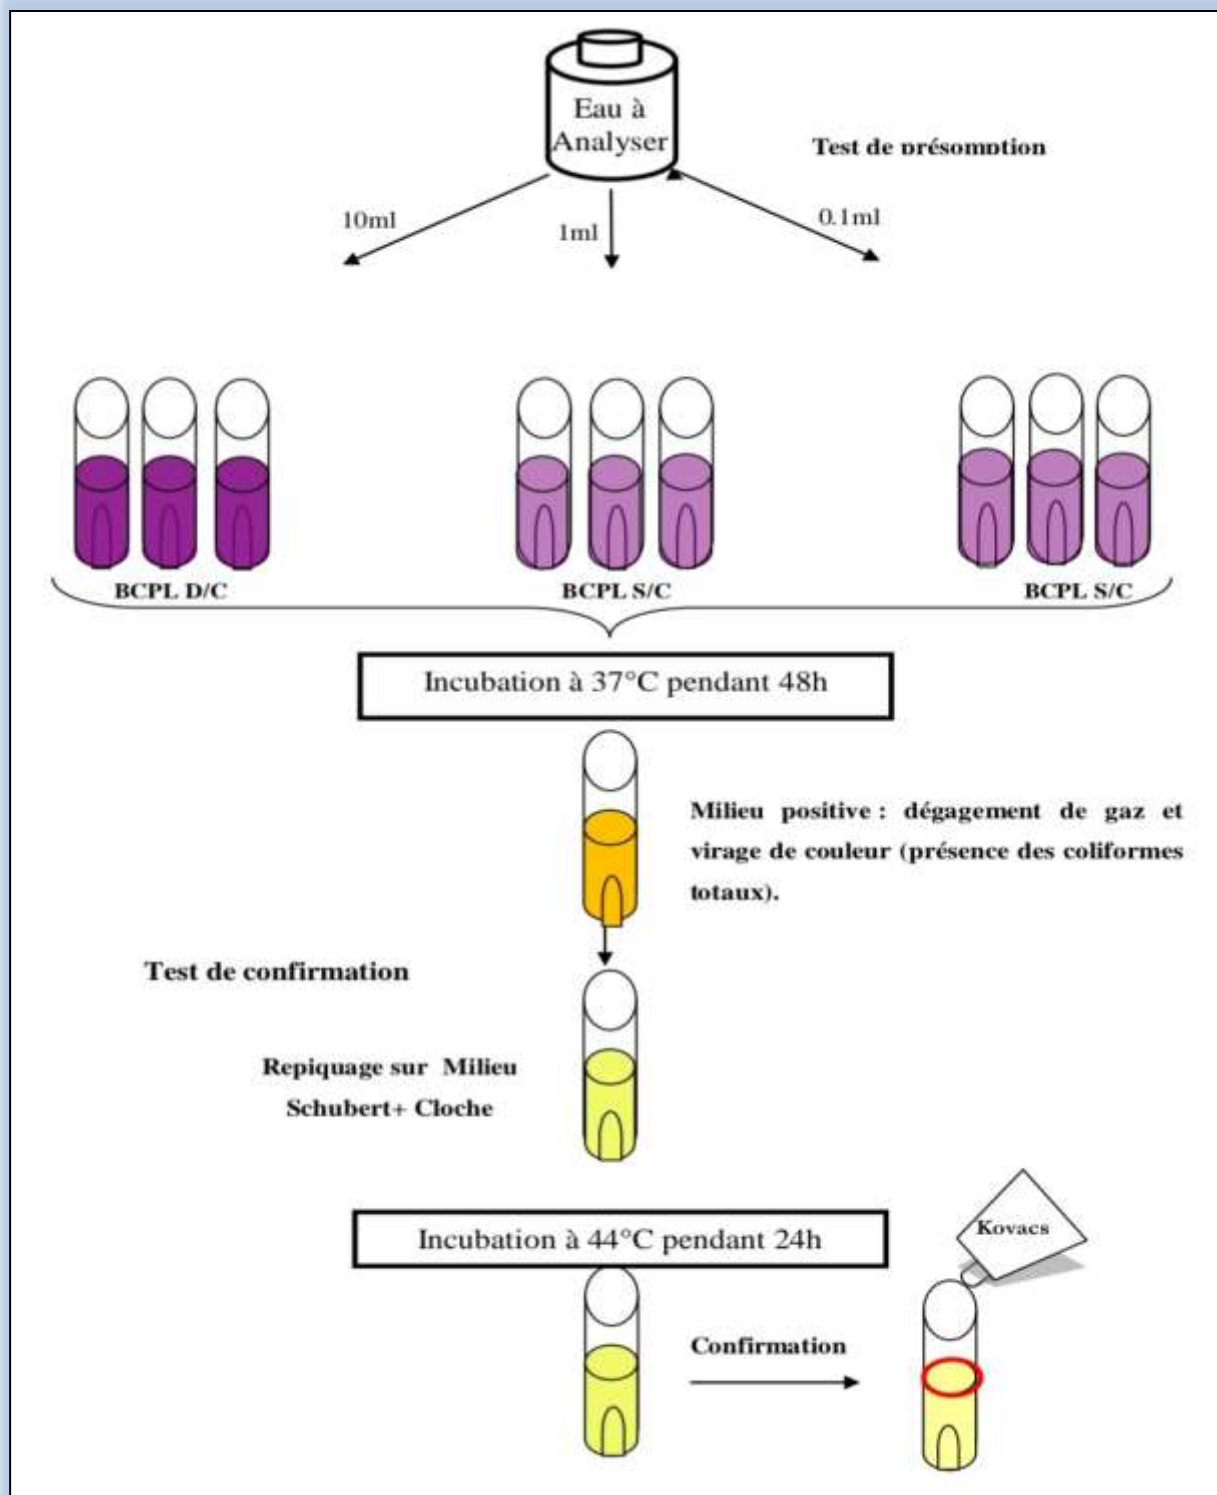 Eau à
Analyser
Test de présomption
10ml
1ml
0.1ml
BCPL D/C
BCPL S/C
BCPL S/C
Incubation à 37°C pendant 48h
Milieu positive : dégagement de gaz et
virage de couleur (présence des coliformes
totaux).
Test de confirmation
Repiquage sur Milieu
Schubert+ Cloche
Incubation à 44°C pendant 24h
Kovacs
Confirmation